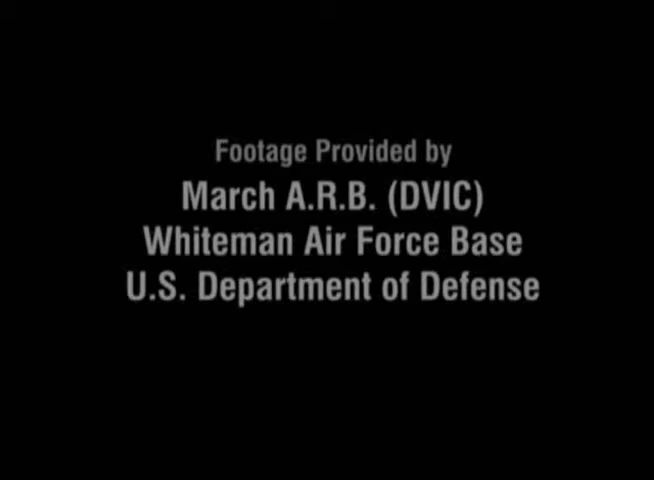 Footage Provided by
March A.R.B. (DVIC)
Whiteman Air Force Base
U.S. Department of Defense